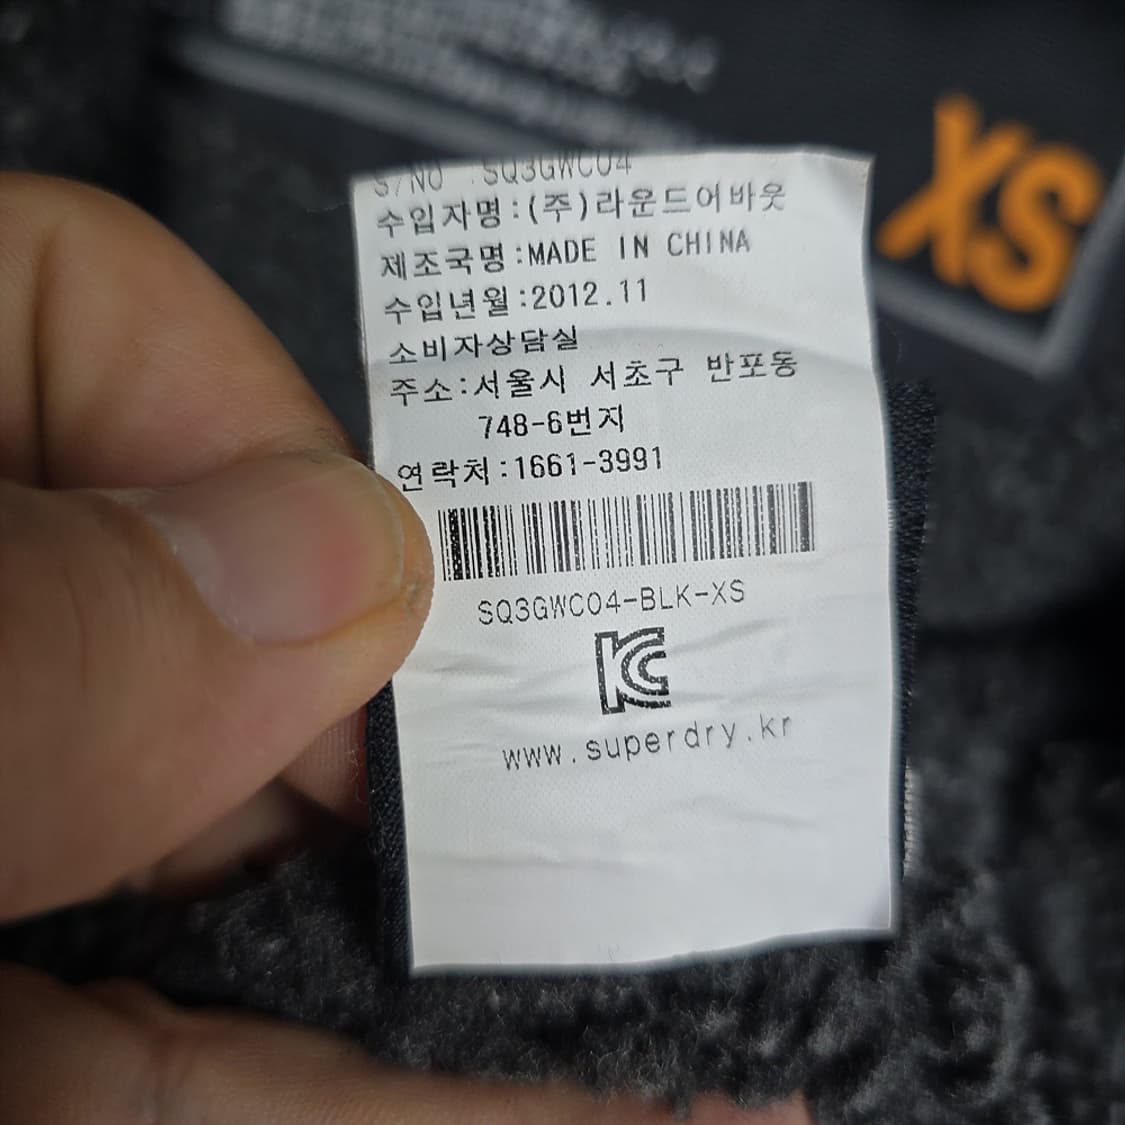 S/NO :SQ3GWC04
수입자명:(주)라운드어바웃
제조국명:MADE IN CHINA
수입년월:2012.11
소비자상담실
주소:서울시 서초구 반포동
748-6번지
연락처:1661-3991
SQ3GWC04-BLK-XS
KC
www.superdry.kr
XS